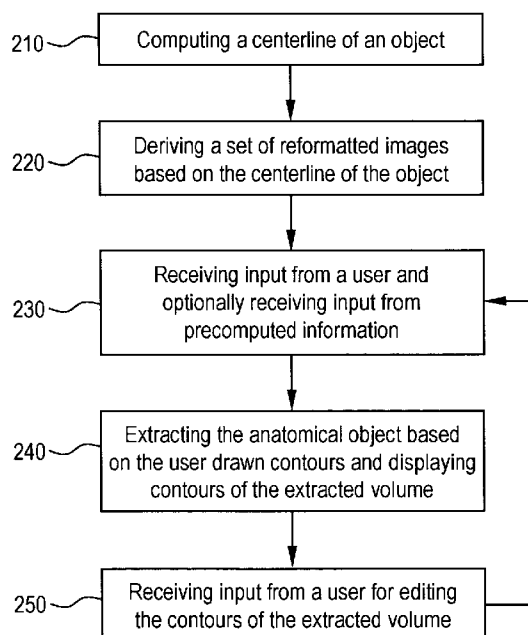 210
Computing a centerline of an object
220
Deriving a set of reformatted images
based on the centerline of the object
230
Receiving input from a user and
optionally receiving input from
precomputed information
240
Extracting the anatomical object based
on the user drawn contours and displaying
contours of the extracted volume
250
Receiving input from a user for editing
the contours of the extracted volume